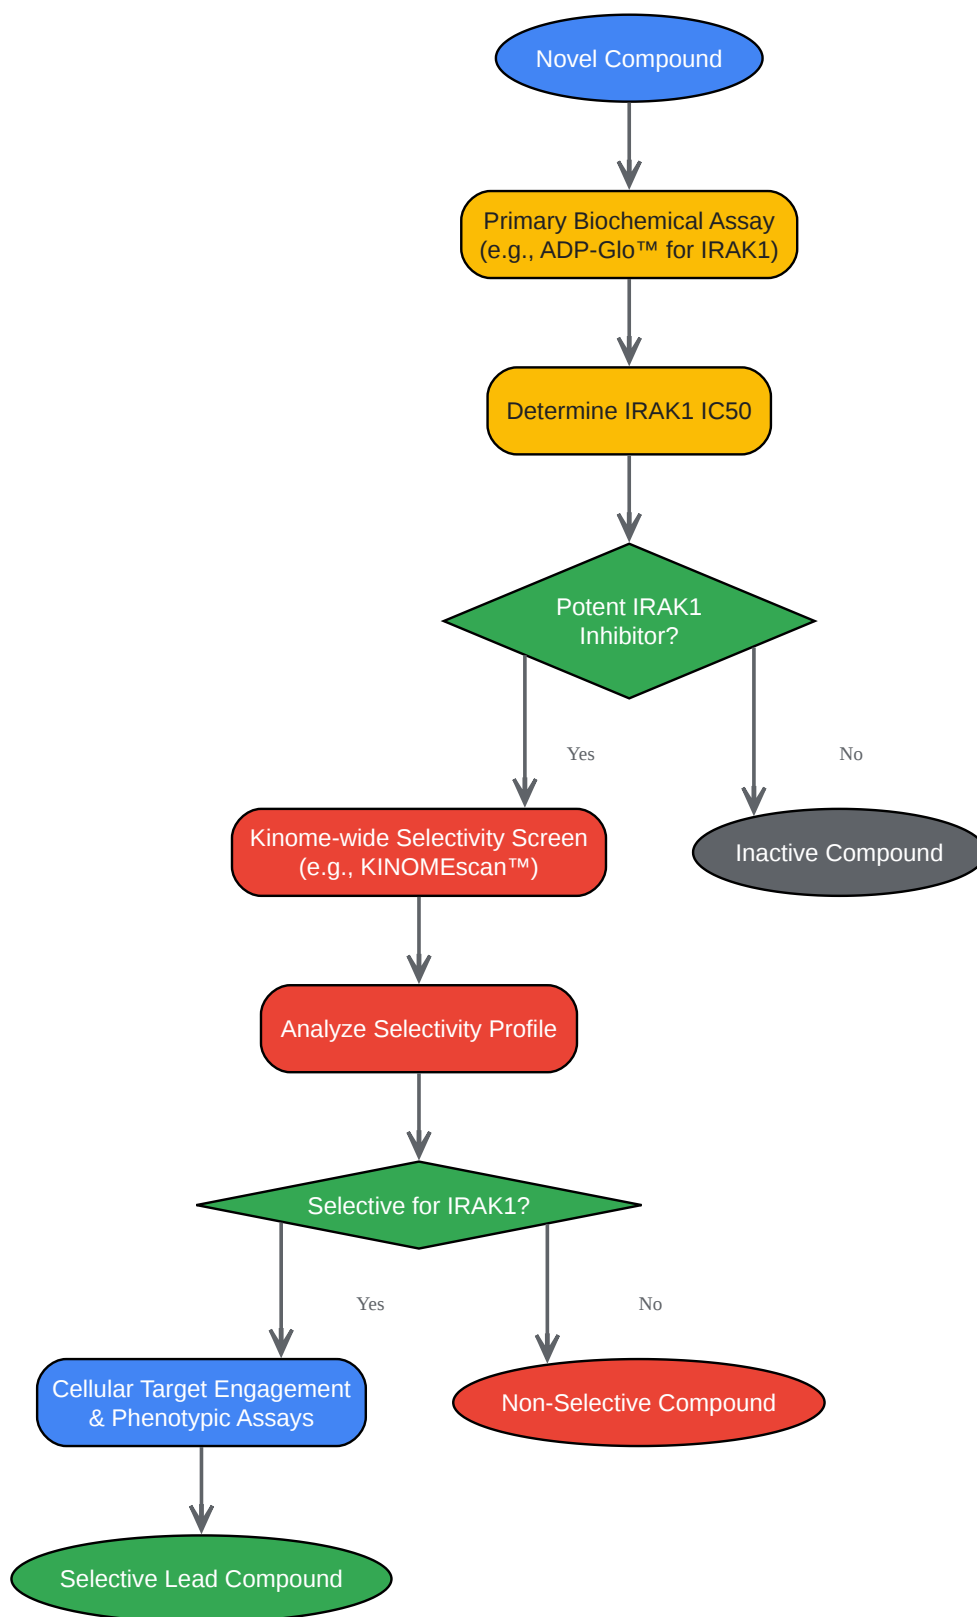 Novel Compound
Primary Biochemical Assay
(e.g., ADP-Glo™ for IRAK1)
Determine IRAK1 IC50
Potent IRAK1
Inhibitor?
Yes
No
Kinome-wide Selectivity Screen
(e.g., KINOMEscan™)
Inactive Compound
Analyze Selectivity Profile
Selective for IRAK1?
Yes
No
Cellular Target Engagement
& Phenotypic Assays
Non-Selective Compound
Selective Lead Compound